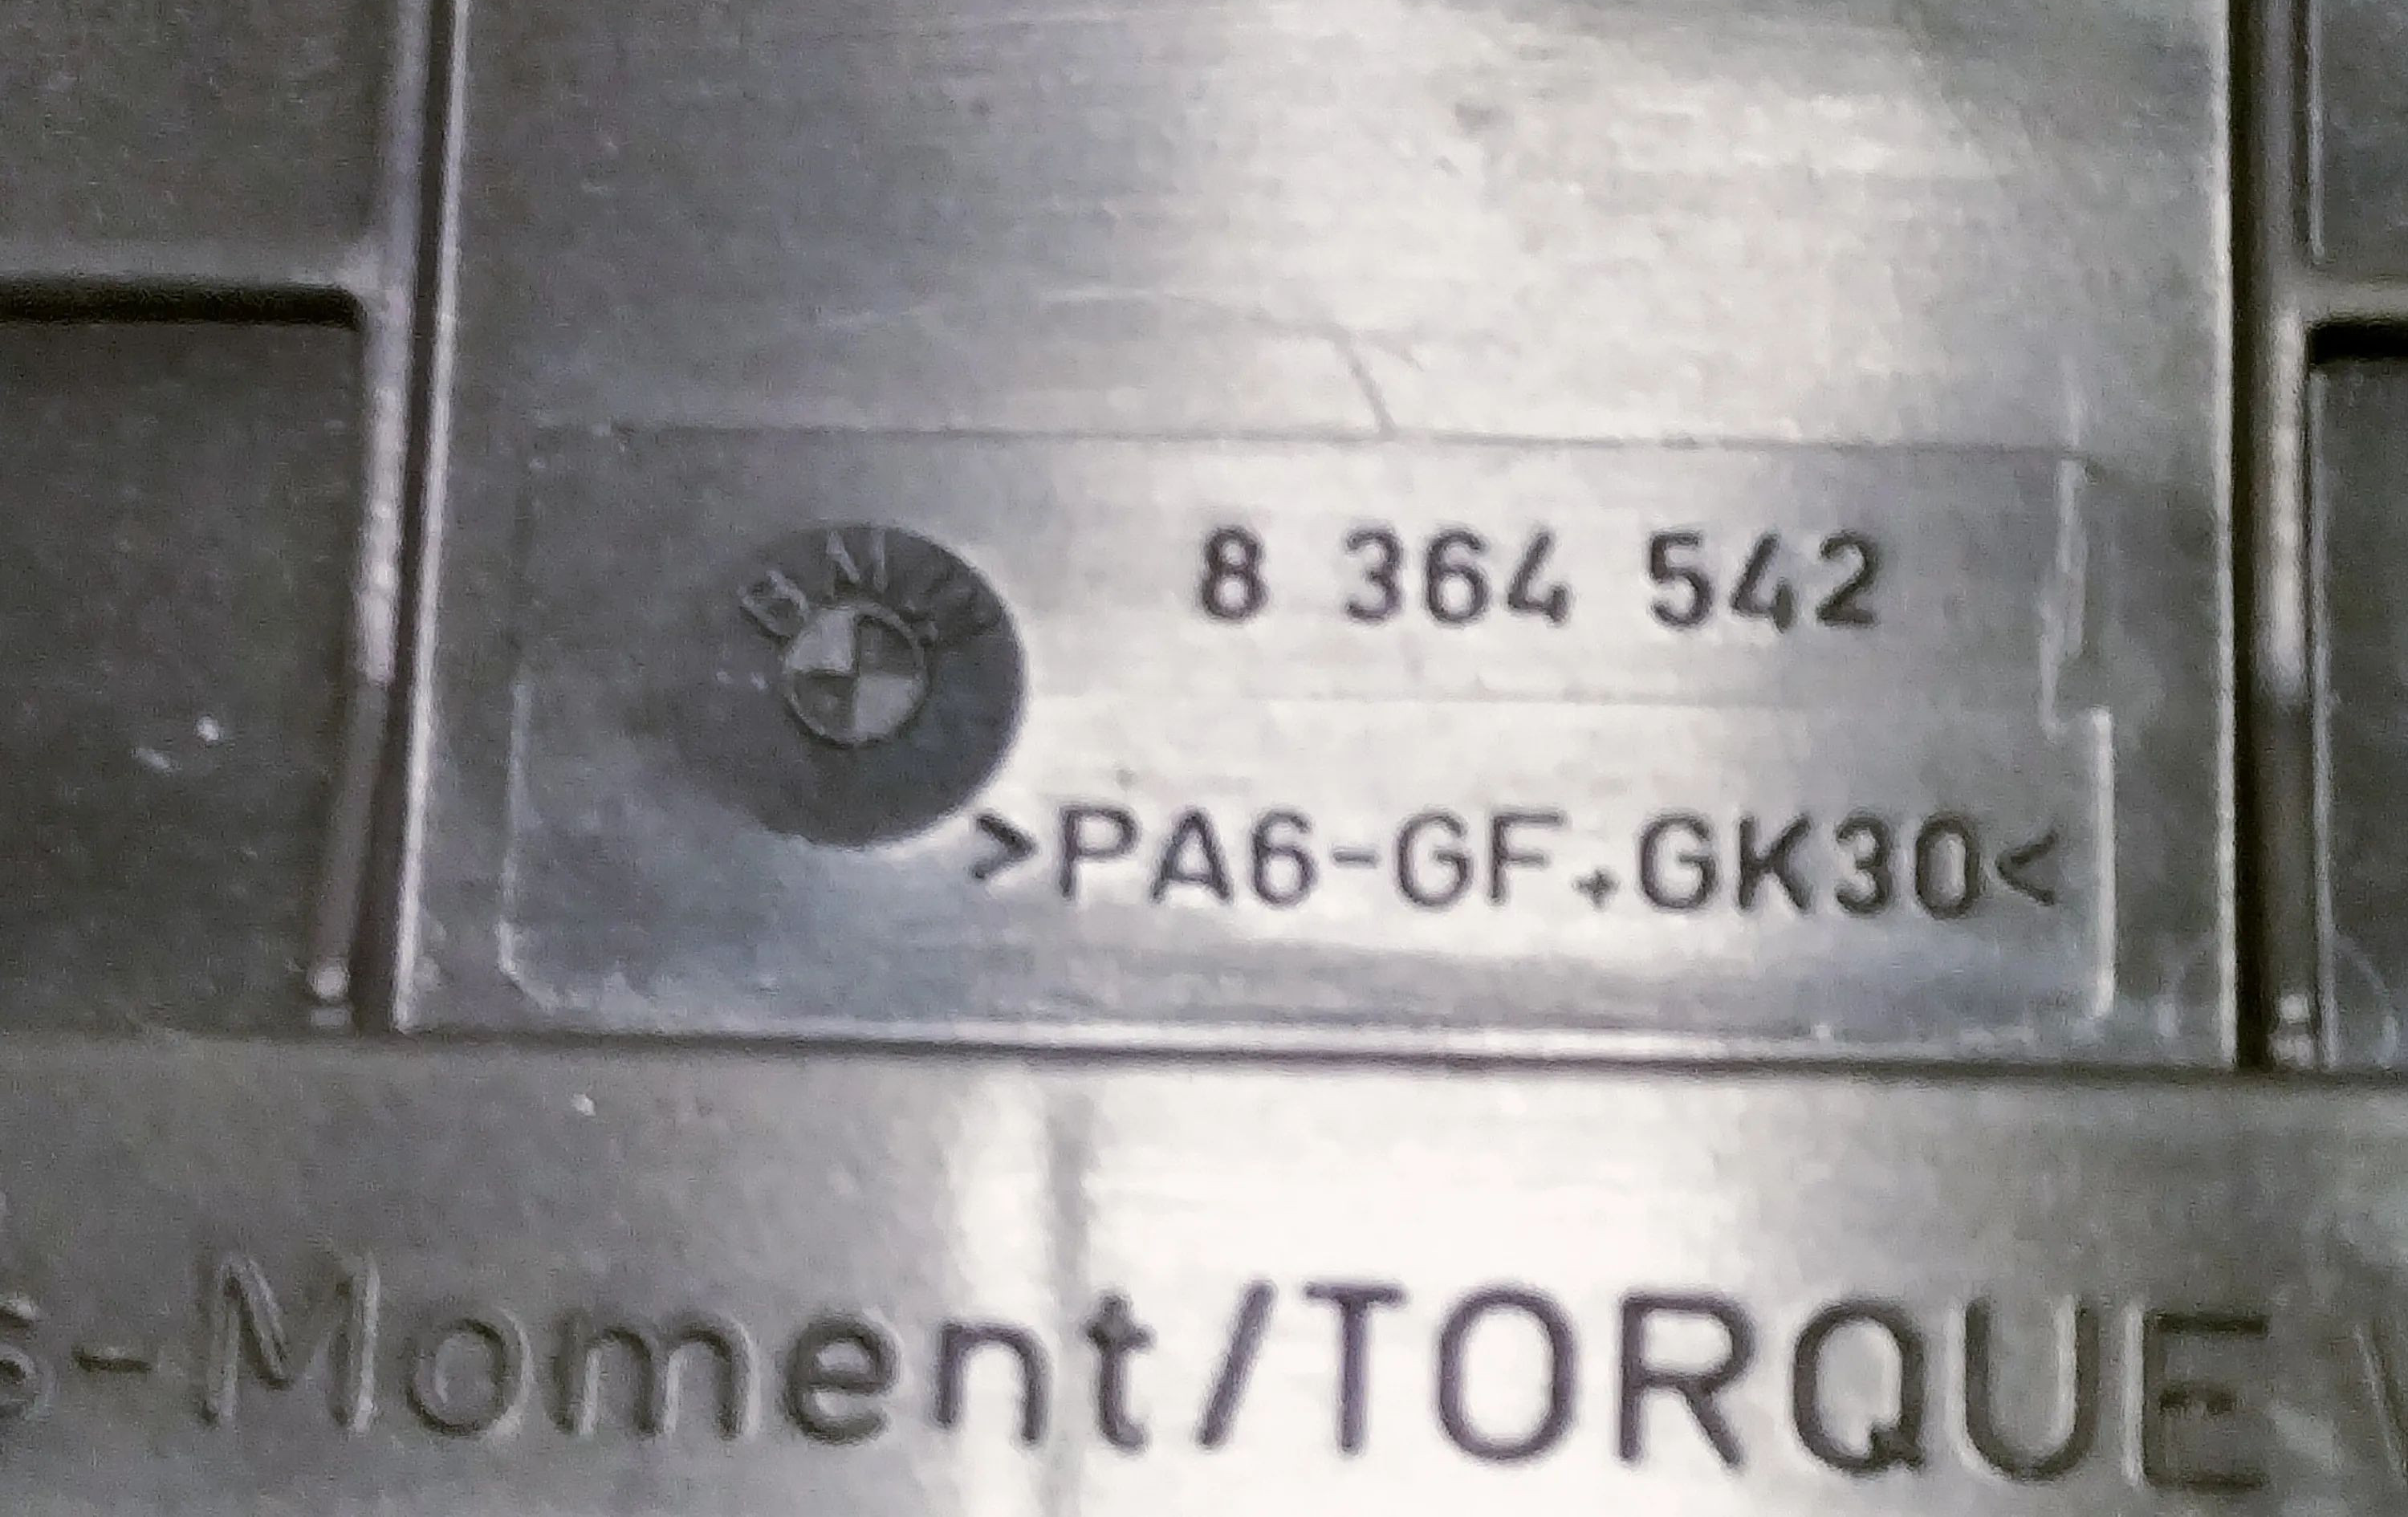 BMW
8 364 542
>PA6-GF+GK30<
-Moment/TORQUE